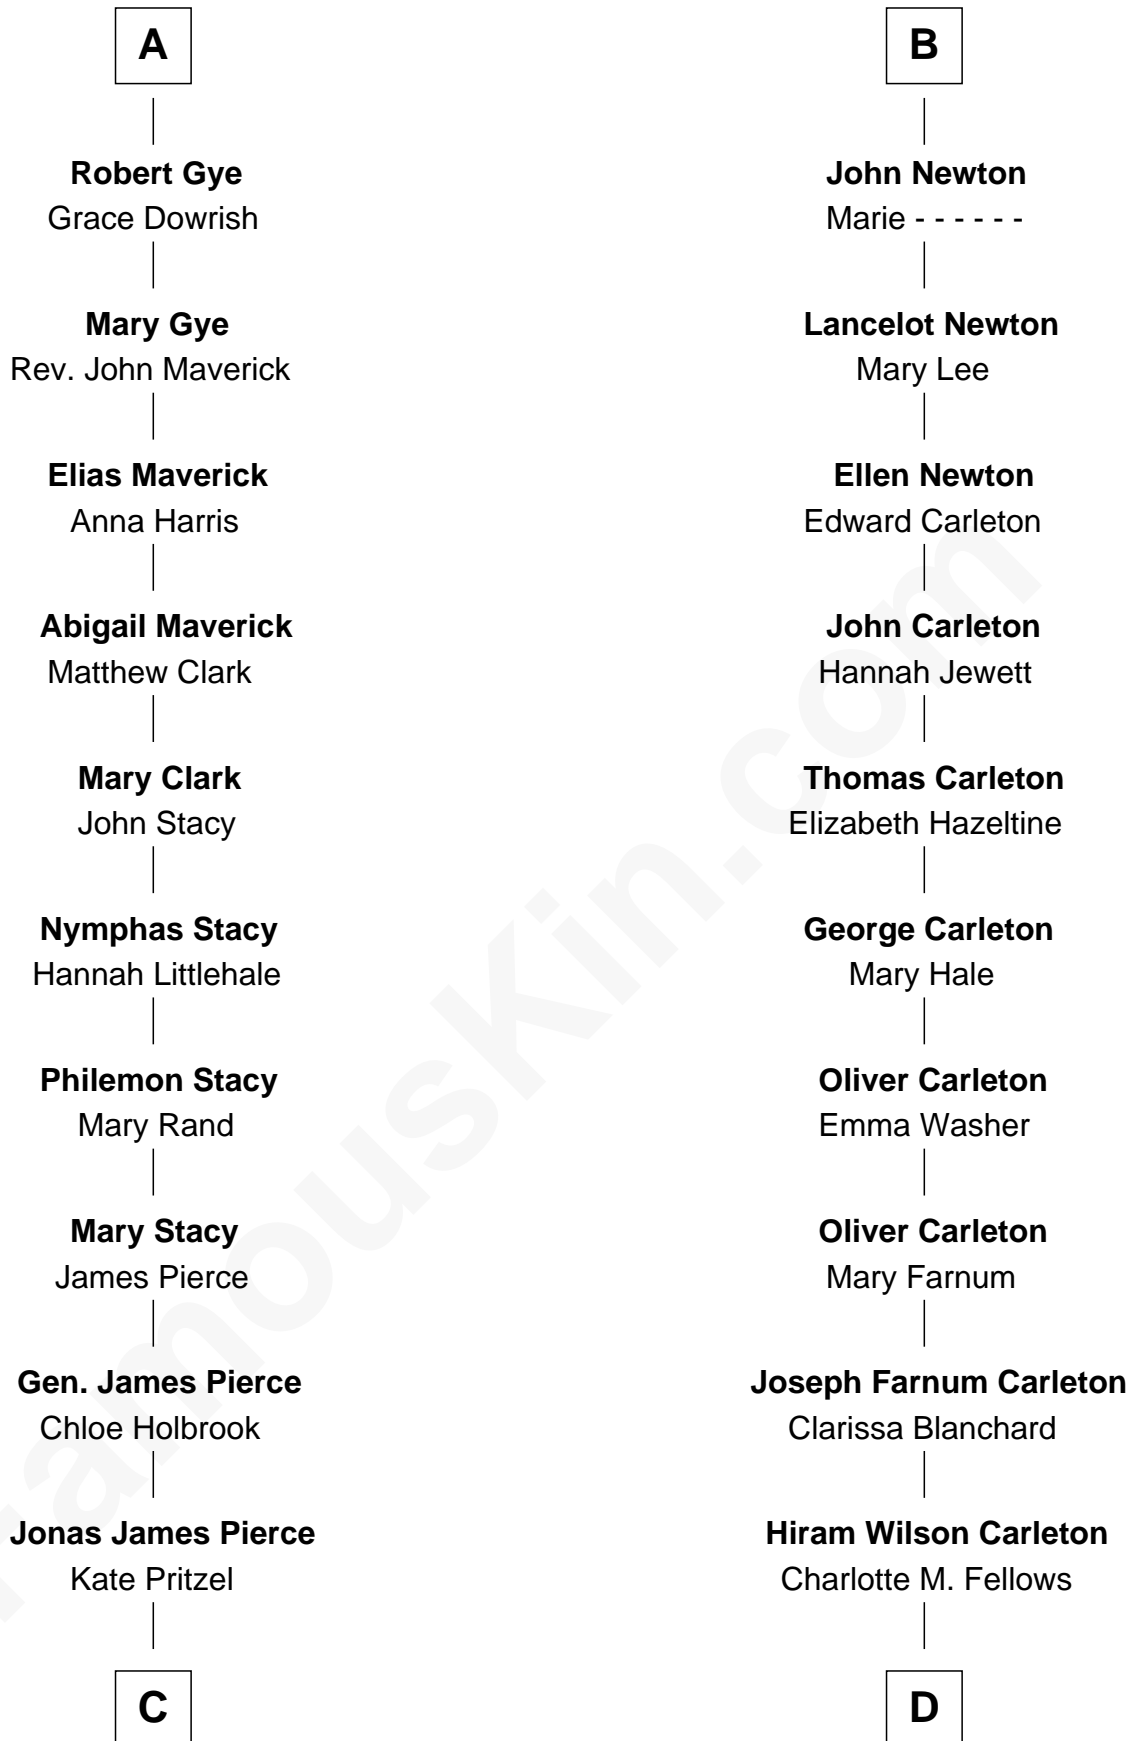 A
Robert Gye
Grace Dowrish
Mary Gye
Rev. John Maverick
Elias Maverick
Anna Harris
Abigail Maverick
Matthew Clark
Mary Clark
John Stacy
Nymphas Stacy
Hannah Littlehale
Philemon Stacy
Mary Rand
Mary Stacy
James Pierce
Gen. James Pierce
Chloe Holbrook
Jonas James Pierce
Kate Pritzel
C
B
John Newton
Marie - - - - - -
Lancelot Newton
Mary Lee
Ellen Newton
Edward Carleton
John Carleton
Hannah Jewett
Thomas Carleton
Elizabeth Hazeltine
George Carleton
Mary Hale
Oliver Carleton
Emma Washer
Oliver Carleton
Mary Farnum
Joseph Farnum Carleton
Clarissa Blanchard
Hiram Wilson Carleton
Charlotte M. Fellows
D
FamousKin.com